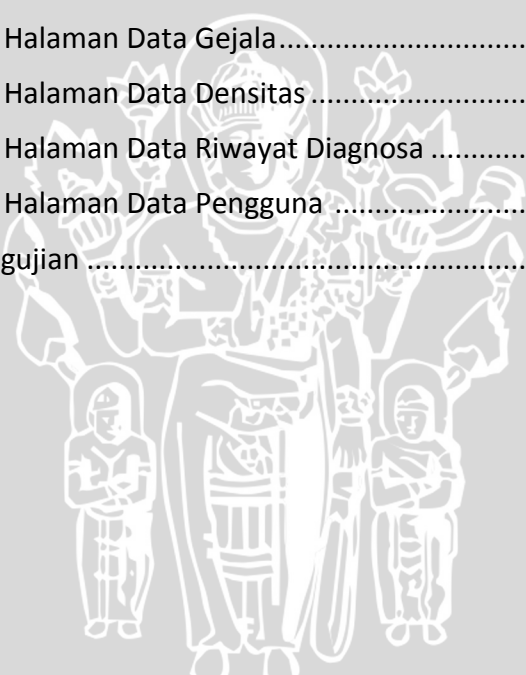 Halaman Data Gejala..............................
Halaman Data Densitas ..........................
Halaman Data Riwayat Diagnosa ............
Halaman Data Pengguna .......................
gujian .....................................................